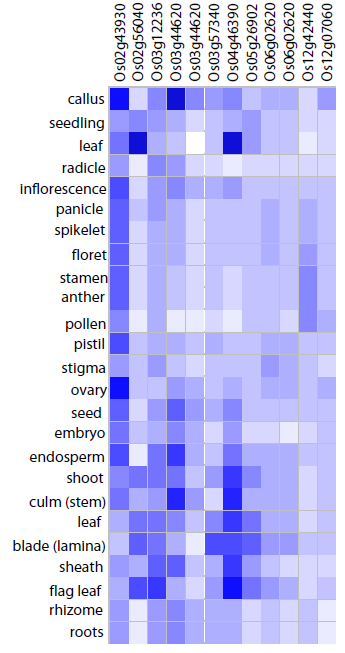 Os02g43930
Os02g56040
Os03g12236
Os03g44620
Os03g44620
Os03g57340
Os04g46390
Os05g26902
Os06g02620
Os06g02620
Os12g42440
Os12g07060
callus
seedling
leaf
radicle
inflorescence
panicle
spikelet
floret
stamen
anther
pollen
pistil
stigma
ovary
seed
embryo
endosperm
shoot
culm (stem)
leaf
blade (lamina)
sheath
flag leaf
rhizome
roots